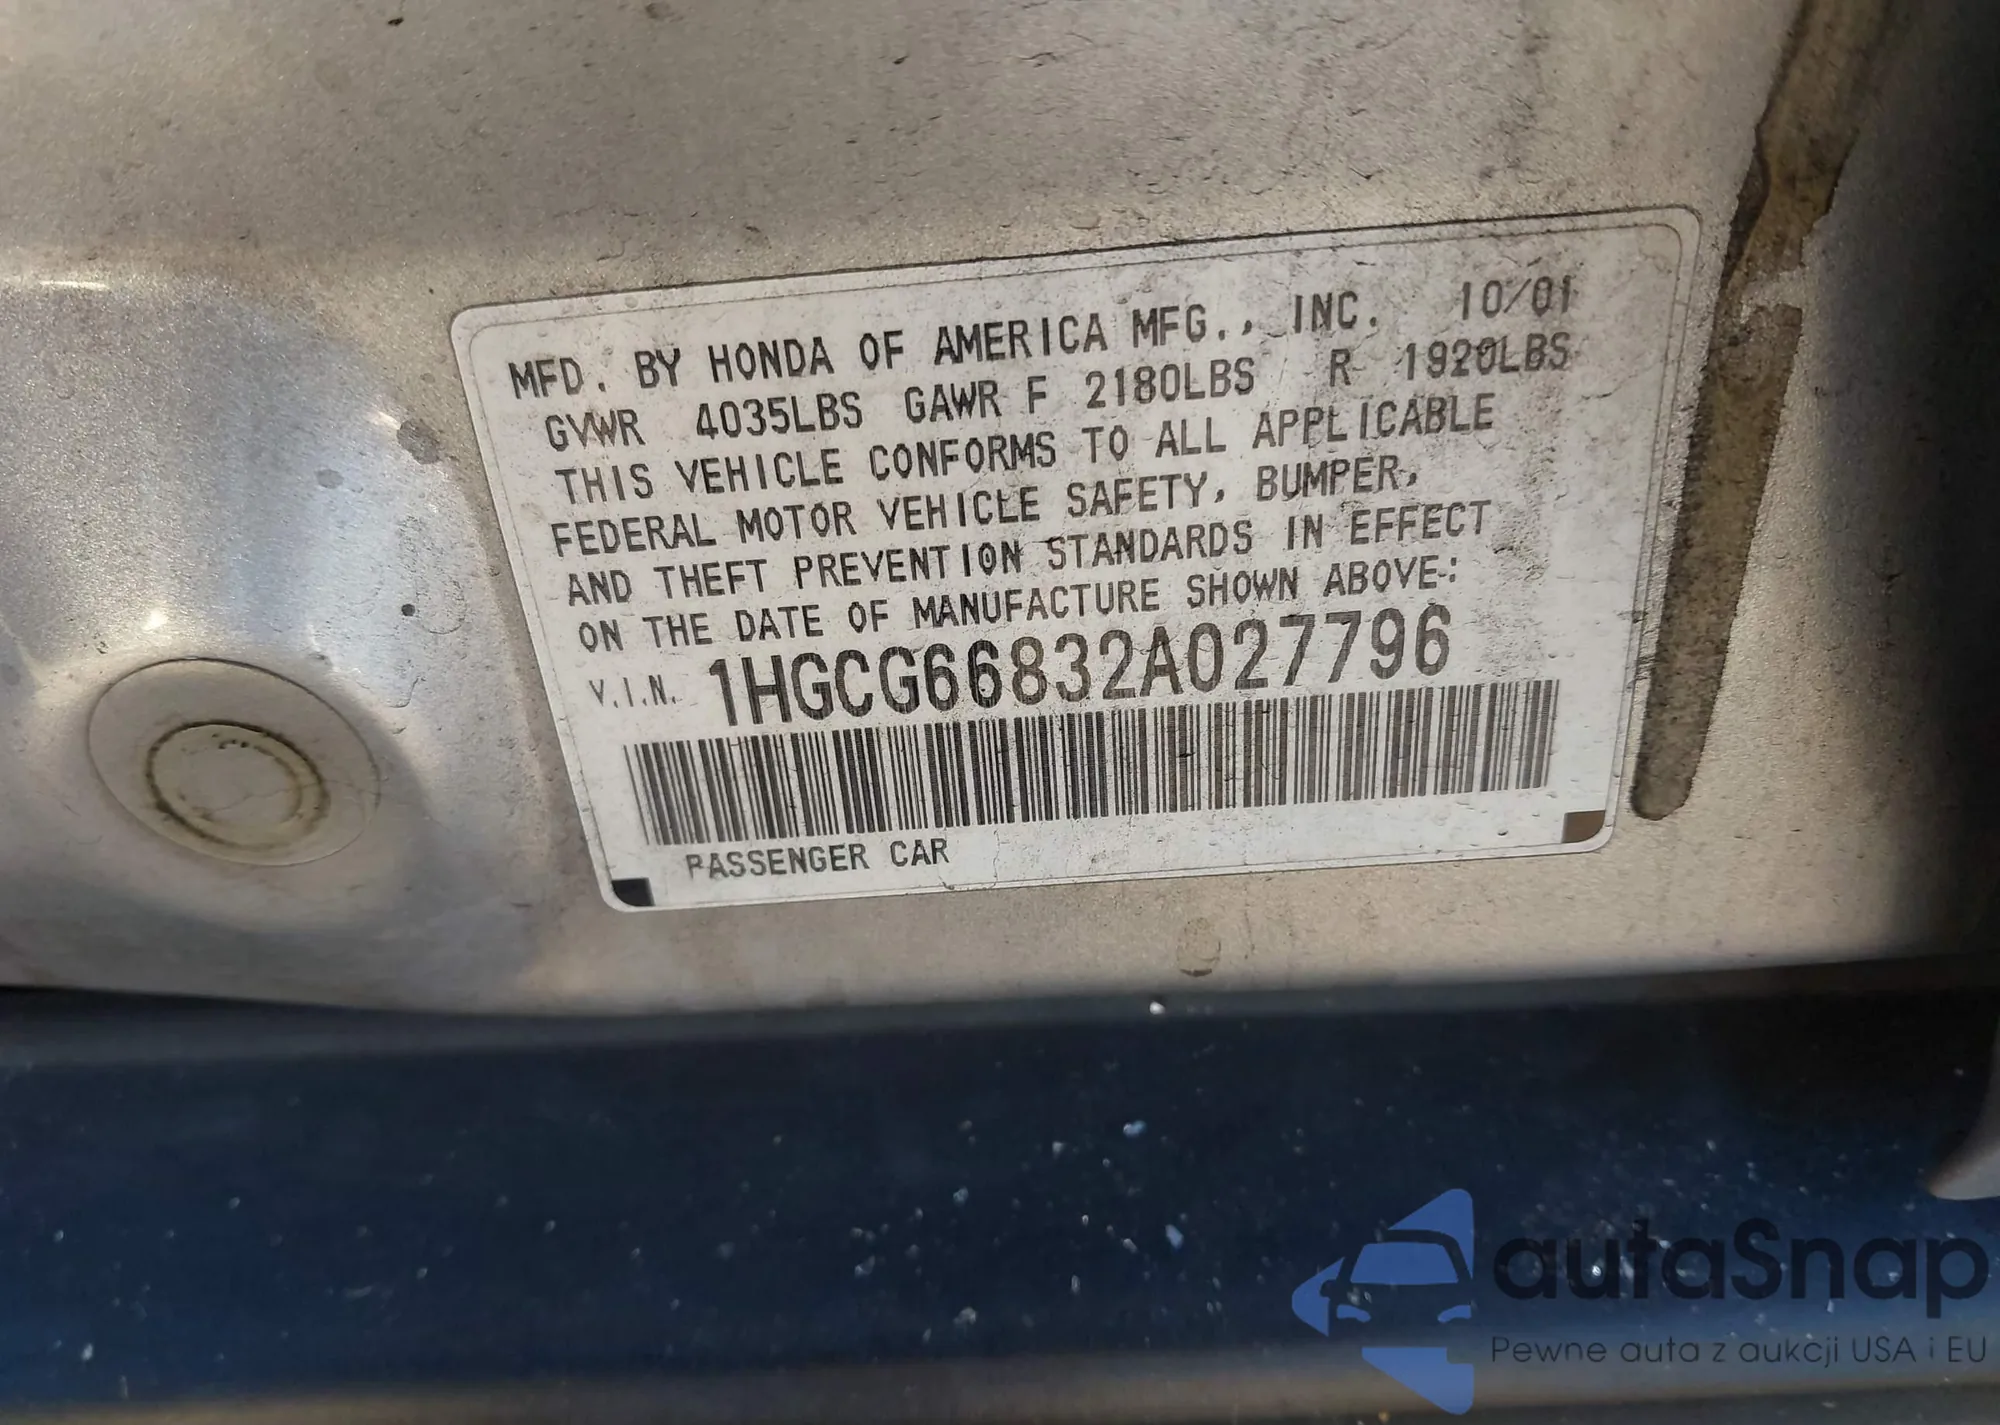 MFD. BY HONDA OF AMERICA MFG., INC. 10/01
GVWR 4035LBS GAWR F 2180LBS R 1920LBS
THIS VEHICLE CONFORMS TO ALL APPLICABLE
FEDERAL MOTOR VEHICLE SAFETY, BUMPER,
AND THEFT PREVENTION STANDARDS IN EFFECT
ON THE DATE OF MANUFACTURE SHOWN ABOVE:
V.I.N. 1HGCG66832A027796
PASSENGER CAR
autaSnap
Pewne auta z aukcji USA i EU